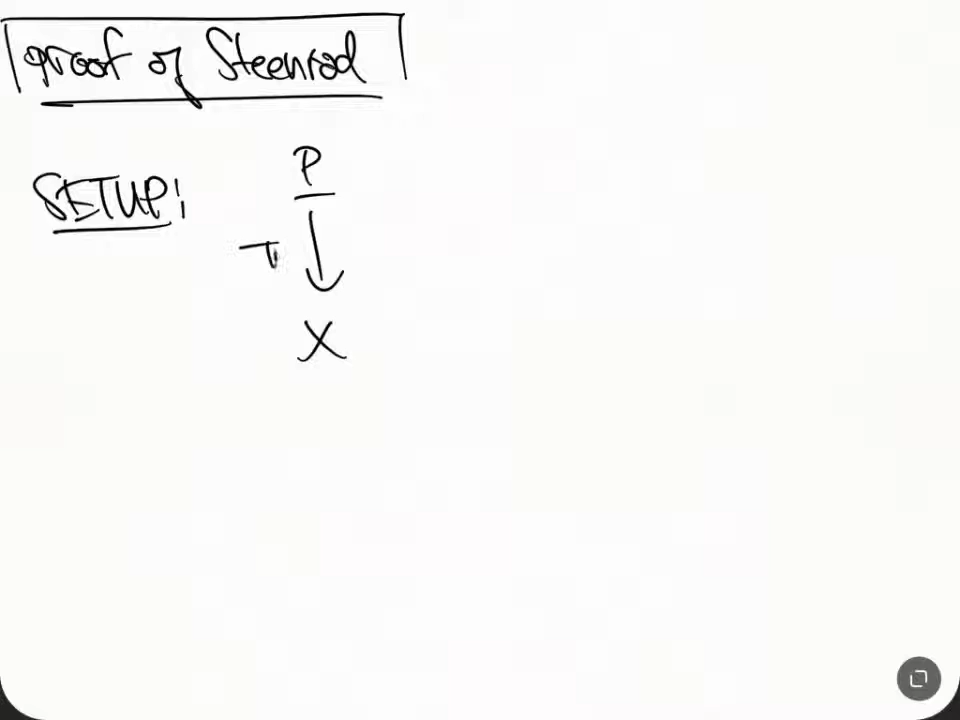 proof of Steenrod
SETUP:
P
π ↓
X